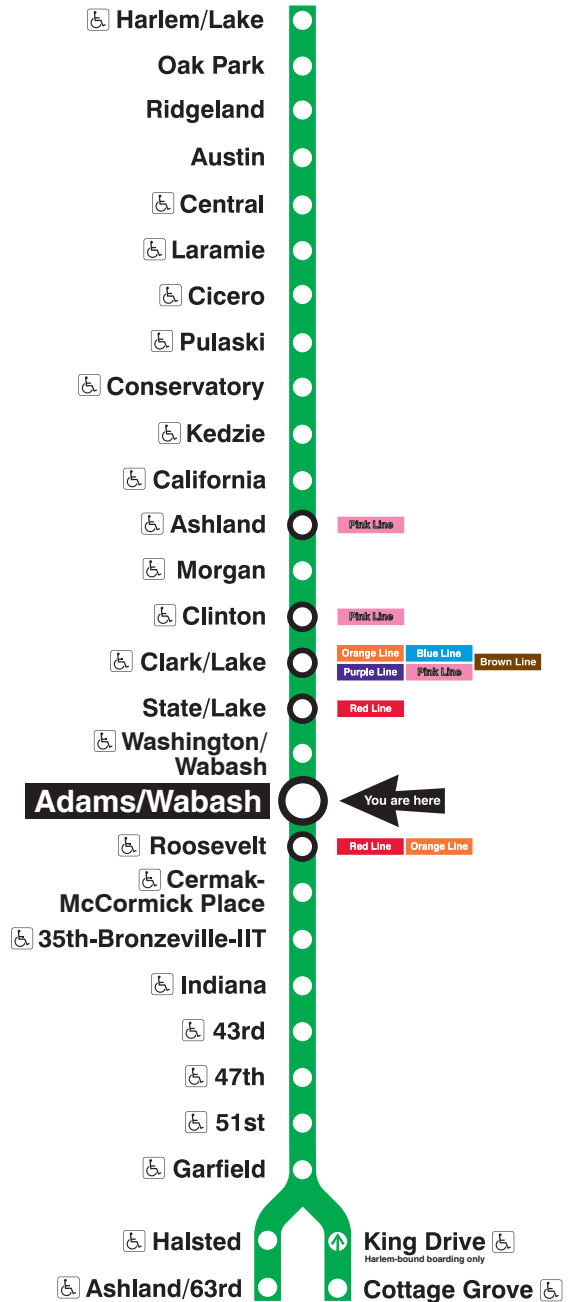 Harlem/Lake
Oak Park
Ridgeland
Austin
Central
Laramie
Cicero
Pulaski
Conservatory
Kedzie
California
Ashland Pink Line
Morgan
Clinton Pink Line
Orange Line Blue Line
Clark/Lake Brown Line
Purple Line Pink Line
State/Lake Red Line
Washington/
Wabash
Adams/Wabash You are here
Roosevelt Red Line Orange Line
Cermak-
McCormick Place
35th-Bronzeville-IIT
Indiana
43rd
47th
51st
Garfield
Halsted King Drive
Harlem-bound boarding only
Ashland/63rd Cottage Grove